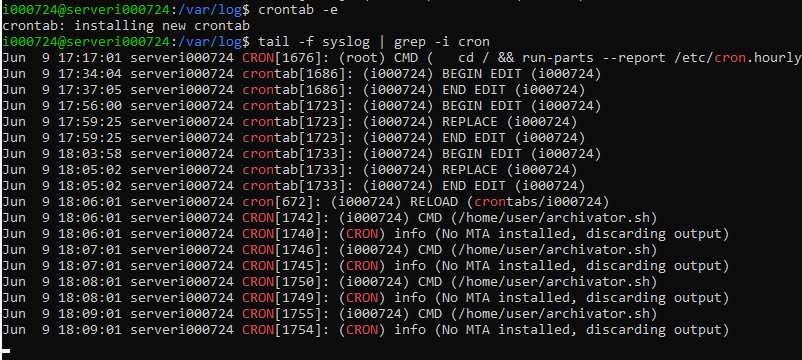 i000724@serveri000724:/var/log$ crontab -e
crontab: installing new crontab
i000724@serveri000724:/var/log$ tail -f syslog | grep -i cron
Jun  9 17:17:01 serveri000724 CRON[1676]: (root) CMD (   cd / && run-parts --report /etc/cron.hourly
Jun  9 17:34:04 serveri000724 crontab[1686]: (i000724) BEGIN EDIT (i000724)
Jun  9 17:37:05 serveri000724 crontab[1686]: (i000724) END EDIT (i000724)
Jun  9 17:56:00 serveri000724 crontab[1723]: (i000724) BEGIN EDIT (i000724)
Jun  9 17:59:25 serveri000724 crontab[1723]: (i000724) REPLACE (i000724)
Jun  9 17:59:25 serveri000724 crontab[1723]: (i000724) END EDIT (i000724)
Jun  9 18:03:58 serveri000724 crontab[1733]: (i000724) BEGIN EDIT (i000724)
Jun  9 18:05:02 serveri000724 crontab[1733]: (i000724) REPLACE (i000724)
Jun  9 18:05:02 serveri000724 crontab[1733]: (i000724) END EDIT (i000724)
Jun  9 18:06:01 serveri000724 cron[672]: (i000724) RELOAD (crontabs/i000724)
Jun  9 18:06:01 serveri000724 CRON[1742]: (i000724) CMD (/home/user/archivator.sh)
Jun  9 18:06:01 serveri000724 CRON[1740]: (CRON) info (No MTA installed, discarding output)
Jun  9 18:07:01 serveri000724 CRON[1746]: (i000724) CMD (/home/user/archivator.sh)
Jun  9 18:07:01 serveri000724 CRON[1745]: (CRON) info (No MTA installed, discarding output)
Jun  9 18:08:01 serveri000724 CRON[1750]: (i000724) CMD (/home/user/archivator.sh)
Jun  9 18:08:01 serveri000724 CRON[1749]: (CRON) info (No MTA installed, discarding output)
Jun  9 18:09:01 serveri000724 CRON[1755]: (i000724) CMD (/home/user/archivator.sh)
Jun  9 18:09:01 serveri000724 CRON[1754]: (CRON) info (No MTA installed, discarding output)